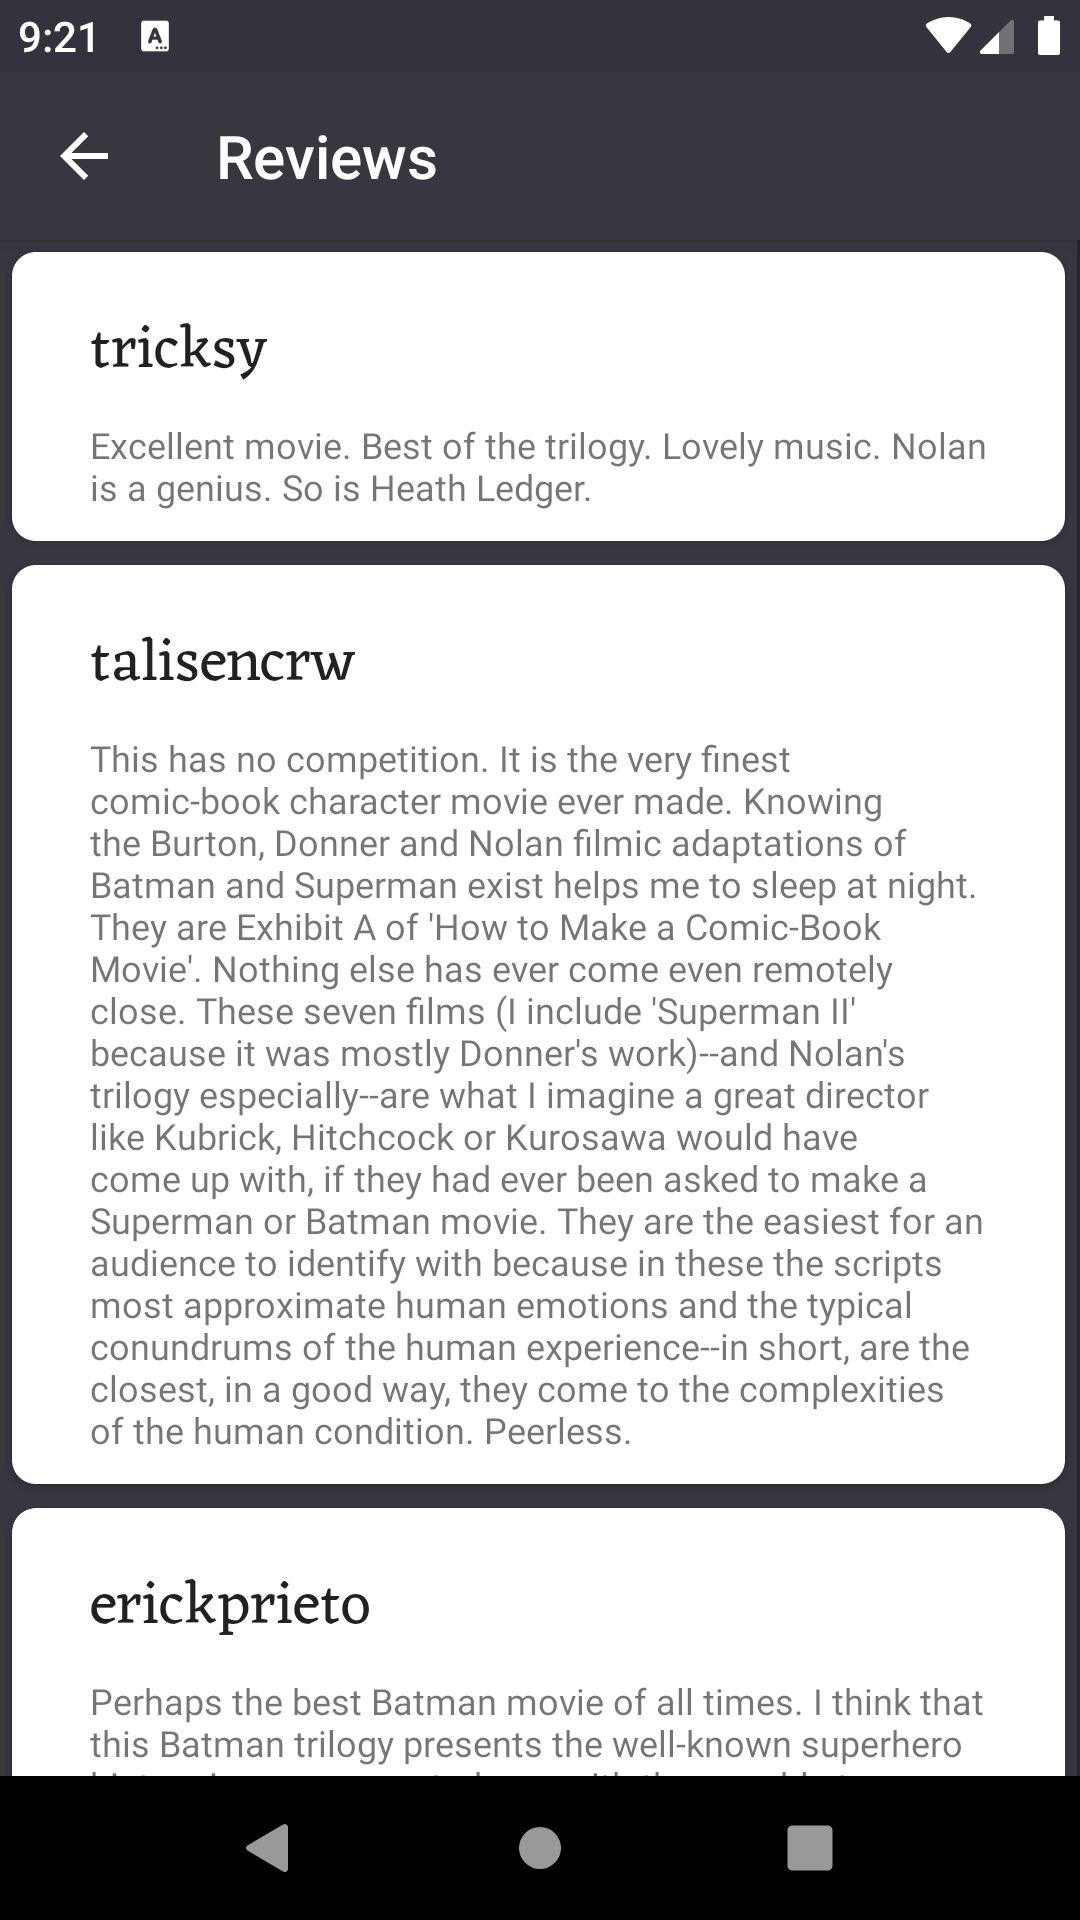 9:21
Reviews
tricksy
Excellent movie. Best of the trilogy. Lovely music. Nolan
is a genius. So is Heath Ledger.
talisencrw
This has no competition. It is the very finest
comic-book character movie ever made. Knowing
the Burton, Donner and Nolan filmic adaptations of
Batman and Superman exist helps me to sleep at night.
They are Exhibit A of 'How to Make a Comic-Book
Movie'. Nothing else has ever come even remotely
close. These seven films (I include 'Superman II'
because it was mostly Donner's work)--and Nolan's
trilogy especially--are what I imagine a great director
like Kubrick, Hitchcock or Kurosawa would have
come up with, if they had ever been asked to make a
Superman or Batman movie. They are the easiest for an
audience to identify with because in these the scripts
most approximate human emotions and the typical
conundrums of the human experience--in short, are the
closest, in a good way, they come to the complexities
of the human condition. Peerless.
erickprieto
Perhaps the best Batman movie of all times. I think that
this Batman trilogy presents the well-known superhero